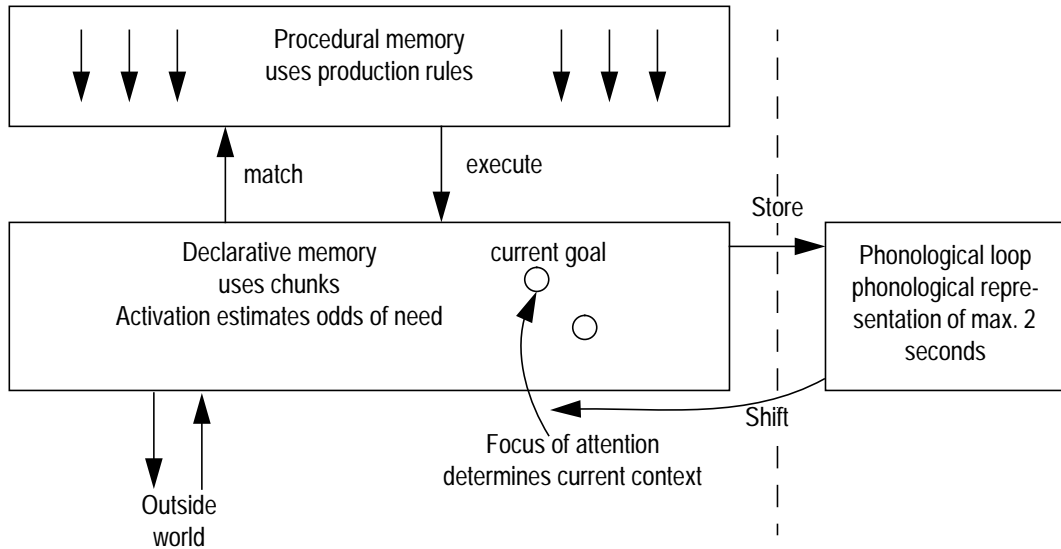 Procedural memory
uses production rules
match
execute
Store
Declarative memory
uses chunks
Activation estimates odds of need
current goal
Phonological loop
phonological repre-
sentation of max. 2
seconds
Shift
Focus of attention
determines current context
Outside
world